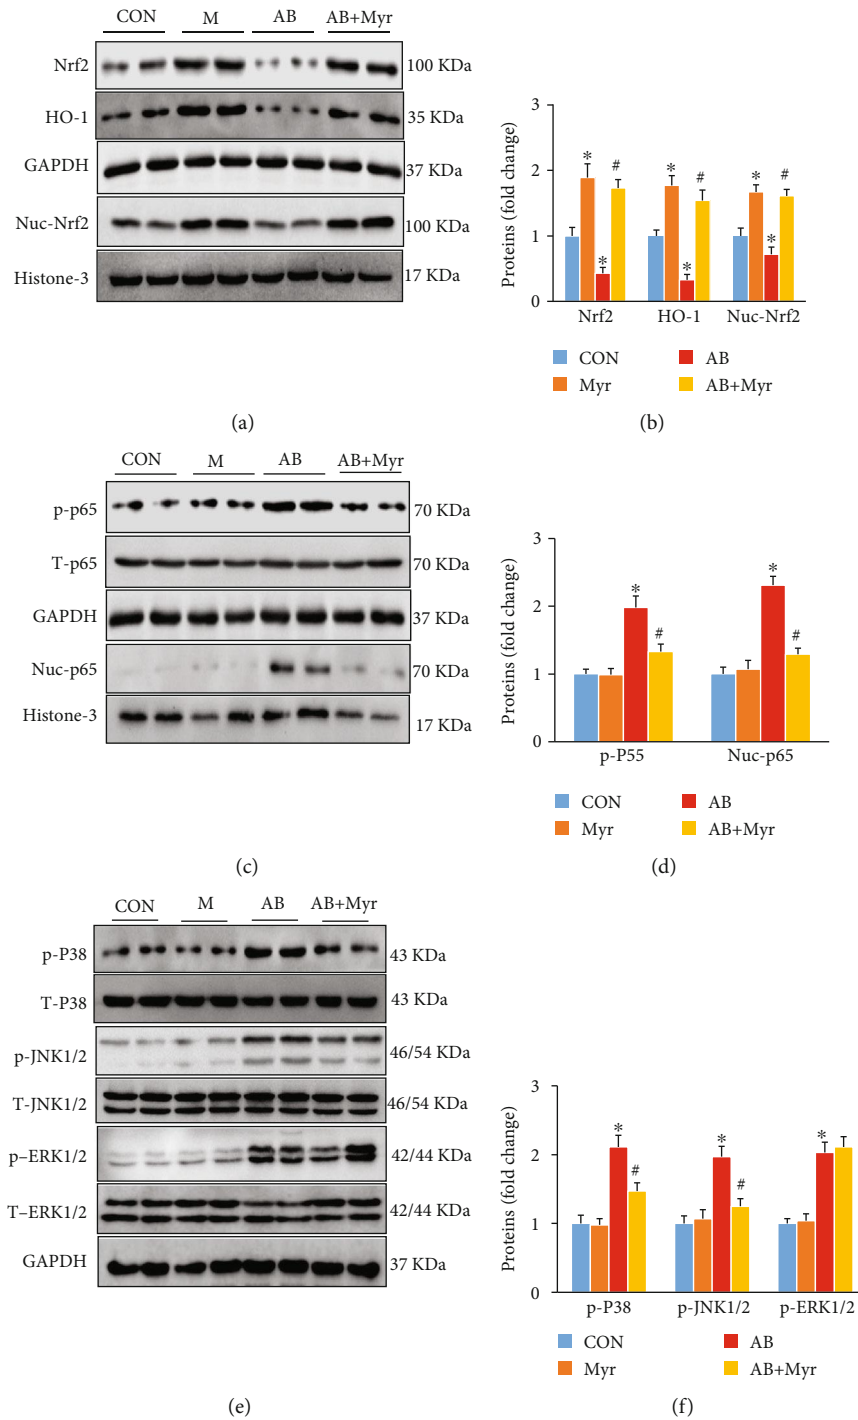 CON M AB AB+Myr
Nrf2 100 KDa
HO-1 35 KDa
GAPDH 37 KDa
Nuc-Nrf2 100 KDa
Histone-3 17 KDa
(a)
Proteins (fold change)
3
2
1
0
* * # * * # * * #
Nrf2 HO-1 Nuc-Nrf2
CON AB
Myr AB+Myr
(b)
CON M AB AB+Myr
p-p65 70 KDa
T-p65 70 KDa
GAPDH 37 KDa
Nuc-p65 70 KDa
Histone-3 17 KDa
(c)
Proteins (fold change)
3
2
1
0
* # * #
p-P55 Nuc-p65
CON AB
Myr AB+Myr
(d)
CON M AB AB+Myr
p-P38 43 KDa
T-P38 43 KDa
p-JNK1/2 46/54 KDa
T-JNK1/2 46/54 KDa
p–ERK1/2 42/44 KDa
T–ERK1/2 42/44 KDa
GAPDH 37 KDa
(e)
Proteins (fold change)
3
2
1
0
* # * # *
p-P38 p-JNK1/2 p-ERK1/2
CON AB
Myr AB+Myr
(f)